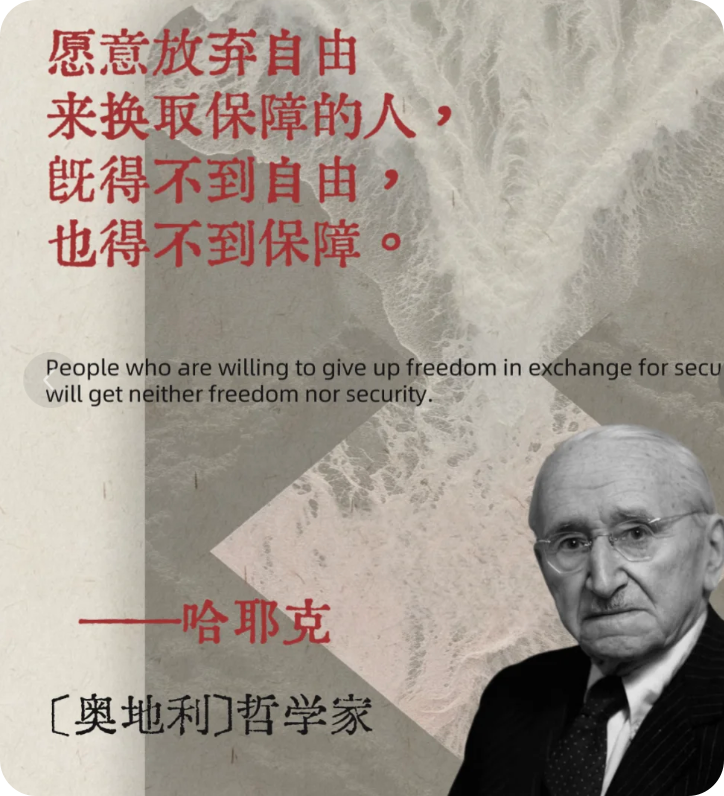 愿意放弃自由
来换取保障的人，
既得不到自由，
也得不到保障。
People who are willing to give up freedom in exchange for secu
will get neither freedom nor security.
——哈耶克
〔奥地利〕哲学家